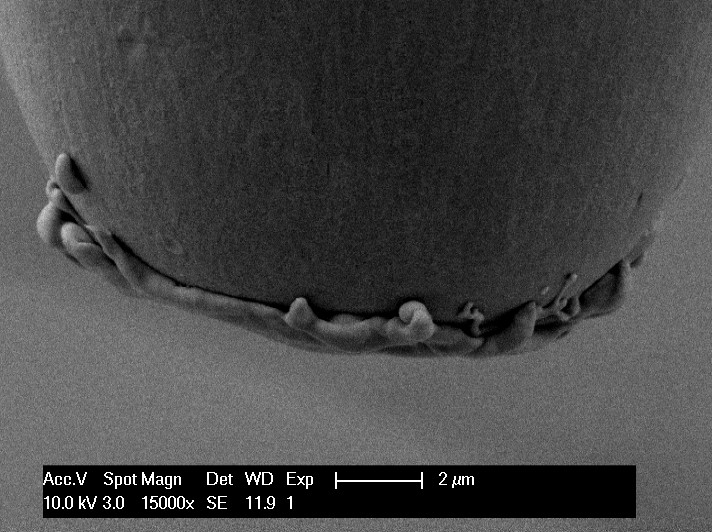 Acc.V Spot Magn Det WD Exp 2 µm
10.0 kV 3.0 15000x SE 11.9 1